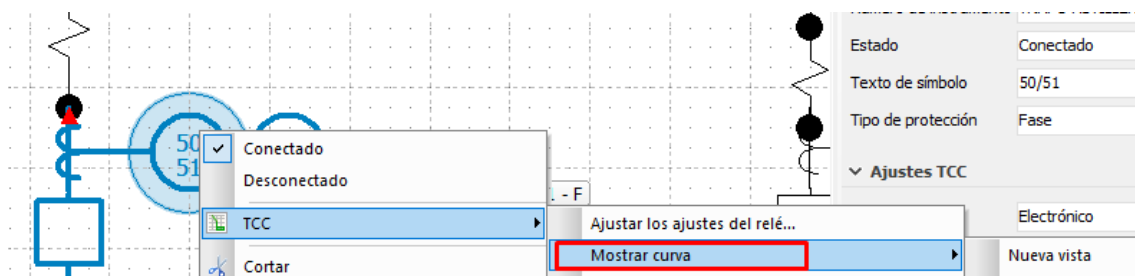 Estado
Conectado
Texto de símbolo
50/51
Tipo de protección
Fase
Ajustes TCC
Electrónico
50
51
Conectado
Desconectado
- F
TCC
Ajustar los ajustes del relé...
Mostrar curva
Nueva vista
Cortar